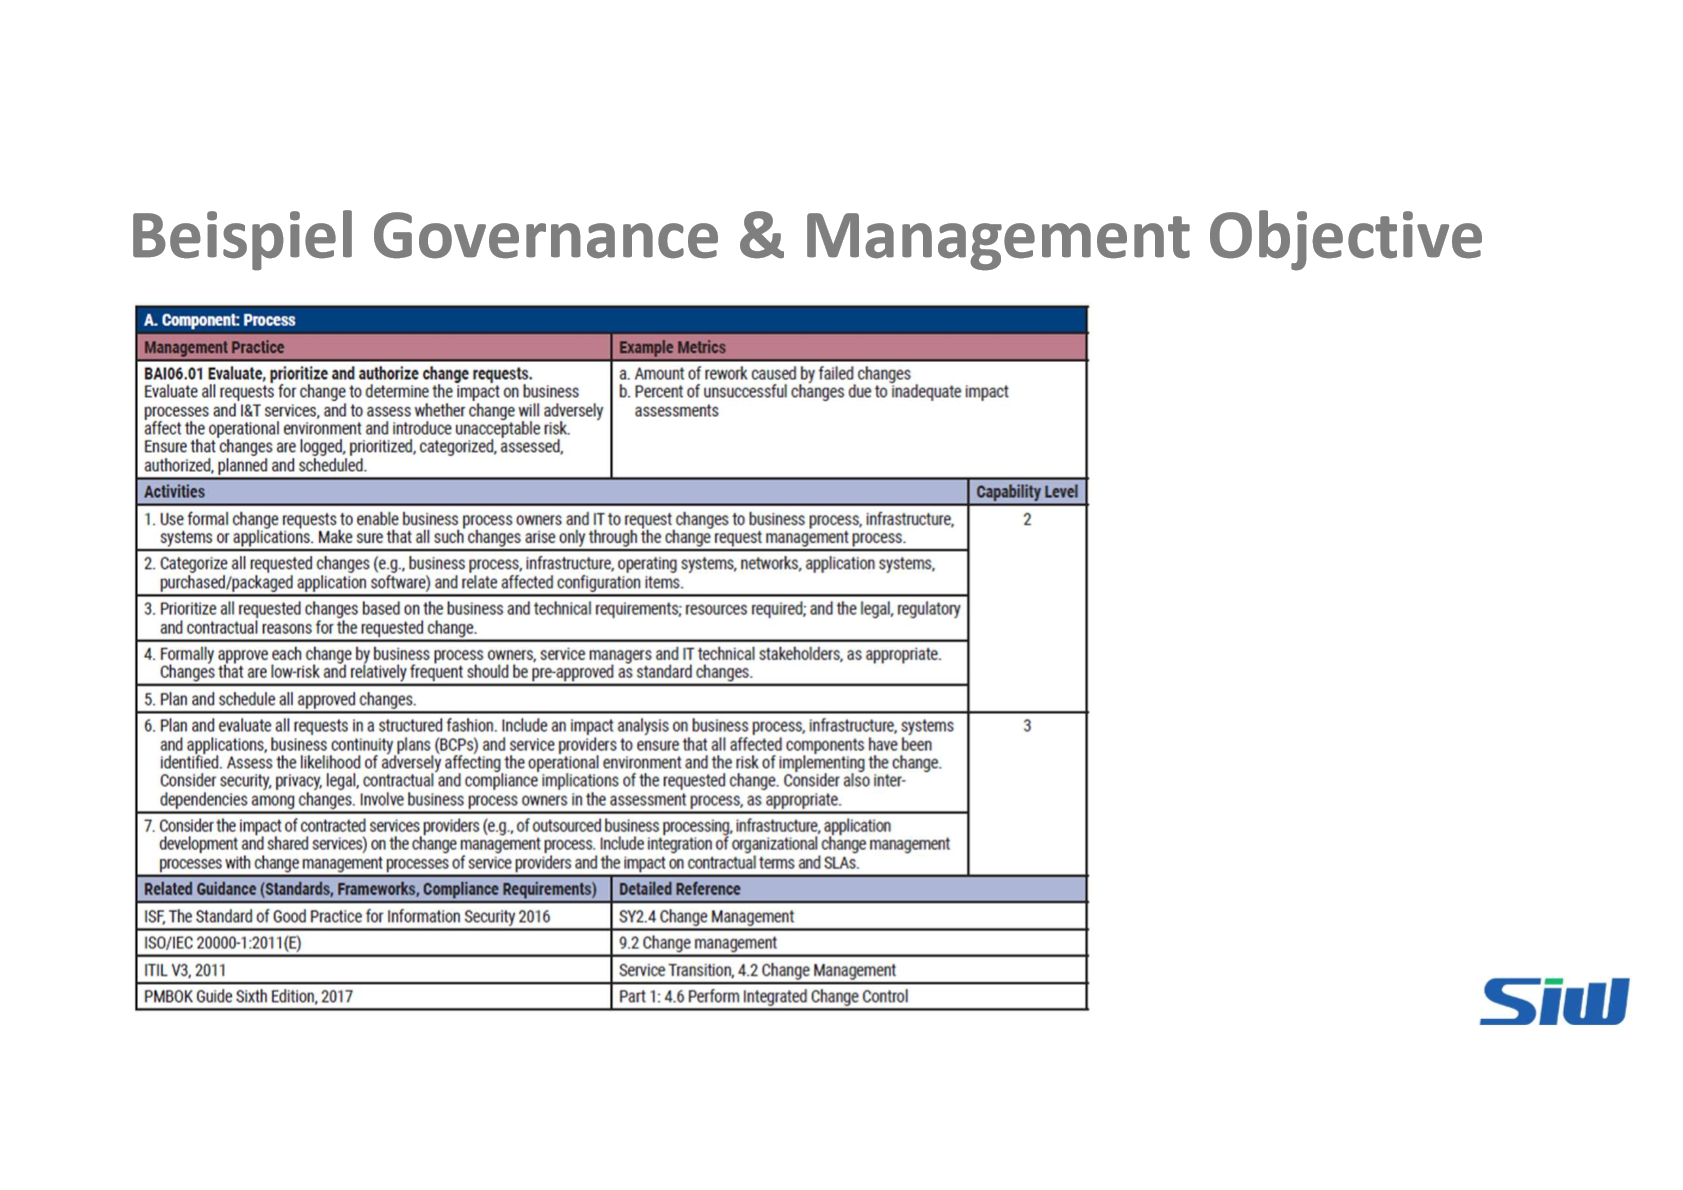 Beispiel Governance & Management Objective
A. Component: Process
Management Practice
Example Metrics
BAI06.01 Evaluate, prioritize and authorize change requests.
Evaluate all requests for change to determine the impact on business
processes and I&T services, and to assess whether change will adversely
affect the operational environment and introduce unacceptable risk.
Ensure that changes are logged, prioritized, categorized, assessed,
authorized, planned and scheduled.
a. Amount of rework caused by failed changes
b. Percent of unsuccessful changes due to inadequate impact
assessments
Activities
Capability Level
1. Use formal change requests to enable business process owners and IT to request changes to business process, infrastructure,
systems or applications. Make sure that all such changes arise only through the change request management process.
2
2. Categorize all requested changes (e.g., business process, infrastructure, operating systems, networks, application systems,
purchased/packaged application software) and relate affected configuration items.
3. Prioritize all requested changes based on the business and technical requirements; resources required; and the legal, regulatory
and contractual reasons for the requested change.
4. Formally approve each change by business process owners, service managers and IT technical stakeholders, as appropriate.
Changes that are low-risk and relatively frequent should be pre-approved as standard changes.
5. Plan and schedule all approved changes.
6. Plan and evaluate all requests in a structured fashion. Include an impact analysis on business process, infrastructure, systems
and applications, business continuity plans (BCPs) and service providers to ensure that all affected components have been
identified. Assess the likelihood of adversely affecting the operational environment and the risk of implementing the change.
Consider security, privacy, legal, contractual and compliance implications of the requested change. Consider also inter-
dependencies among changes. Involve business process owners in the assessment process, as appropriate.
3
7. Consider the impact of contracted services providers (e.g., of outsourced business processing, infrastructure, application
development and shared services) on the change management process. Include integration of organizational change management
processes with change management processes of service providers and the impact on contractual terms and SLAs.
Related Guidance (Standards, Frameworks, Compliance Requirements)
Detailed Reference
ISF, The Standard of Good Practice for Information Security 2016
SY2.4 Change Management
ISO/IEC 20000-1:2011(E)
9.2 Change management
ITIL V3, 2011
Service Transition, 4.2 Change Management
PMBOK Guide Sixth Edition, 2017
Part 1: 4.6 Perform Integrated Change Control
Siw